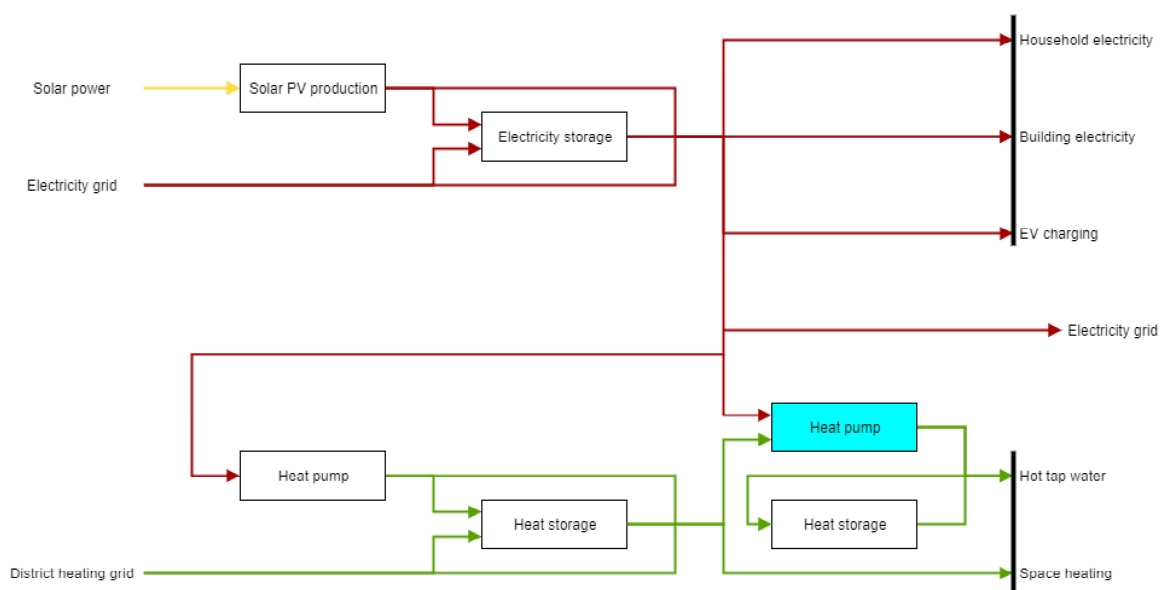 Household electricity
Solar power
Solar PV production
Electricity storage
Building electricity
Electricity grid
EV charging
Electricity grid
Heat pump
Heat pump
Hot tap water
Heat storage
Heat storage
District heating grid
Space heating